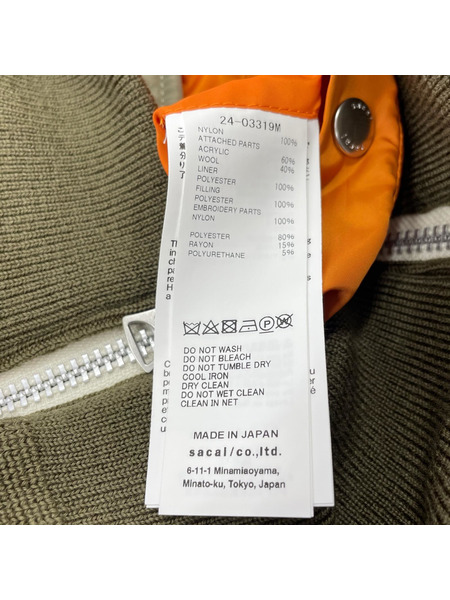 24-03319M
NYLON 100%
ATTACHED PARTS
ACRYLIC 60%
WOOL 40%
LINER
POLYESTER 100%
FILLING
POLYESTER 100%
EMBROIDERY PARTS
NYLON 100%
POLYESTER 80%
RAYON 15%
POLYURETHANE 5%
DO NOT WASH
DO NOT BLEACH
DO NOT TUMBLE DRY
COOL IRON
DRY CLEAN
DO NOT WET CLEAN
CLEAN IN NET
MADE IN JAPAN
sacai/co.,ltd.
6-11-1 Minamiaoyama,
Minato-ku, Tokyo, Japan